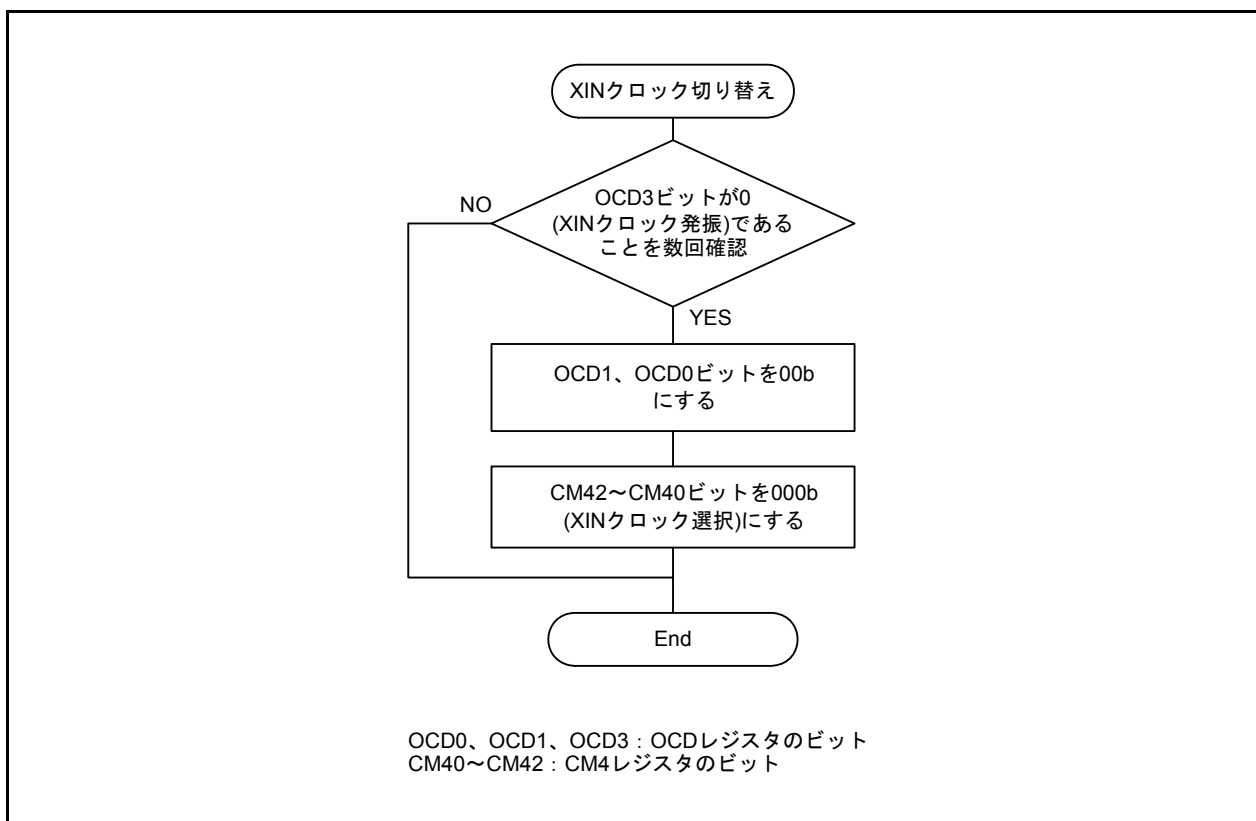 XINクロック切り替え
OCD3ビットが0
(XINクロック発振)である
ことを数回確認
NO
YES
OCD1、OCD0ビットを00b
にする
CM42～CM40ビットを000b
(XINクロック選択)にする
End
OCD0、OCD1、OCD3：OCDレジスタのビット
CM40～CM42：CM4レジスタのビット